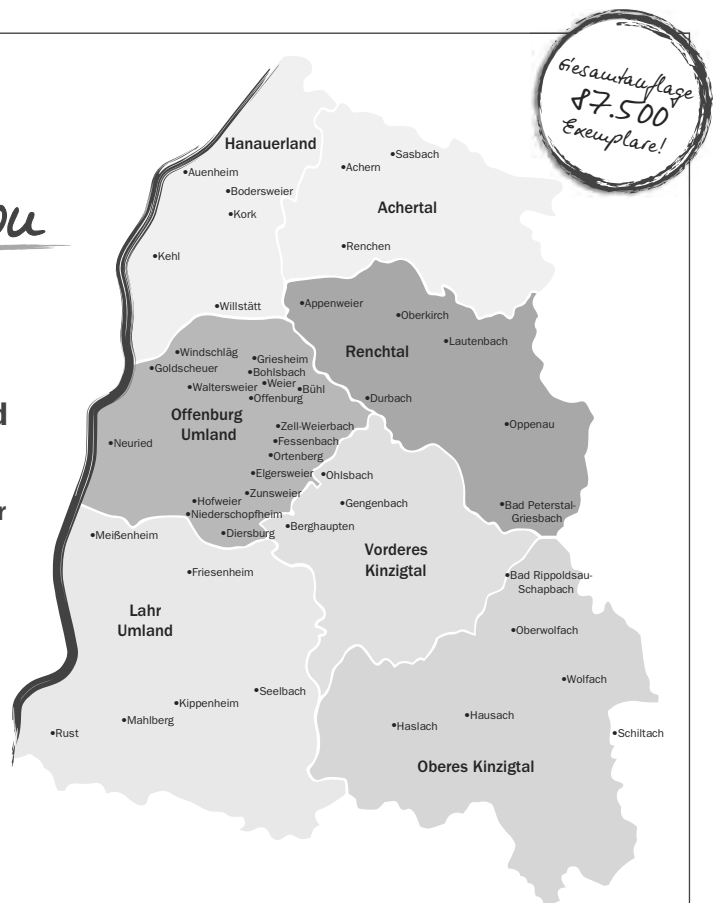 Gesamtauflage
87.500
Exemplare!
Hanauerland
•Auenheim
•Bodersweier
•Kork
•Kehl
•Willstätt
•Sasbach
•Achern
Achertal
•Renchen
•Appenweier
•Oberkirch
•Lautenbach
Renchtal
•Durbach
•Oppenau
•Bad Peterstal-
Griesbach
•Windschläg
•Griesheim
•Goldscheuer
•Bohlsbach
•Weier
•Waltersweier
•Bühl
•Offenburg
Offenburg
Umland
•Zell-Weierbach
•Neuried
•Fessenbach
•Ortenberg
•Elgersweier
•Zunsweier
•Hofweier
•Niederschopfheim
•Diersburg
•Ohlsbach
•Gengenbach
•Berghaupten
Vorderes
Kinzigtal
•Meißenheim
•Friesenheim
Lahr
Umland
•Seelbach
•Kippenheim
•Mahlberg
•Rust
•Bad Rippoldsau-
Schapbach
•Oberwolfach
•Wolfach
•Hausach
•Haslach
•Schiltach
Oberes Kinzigtal